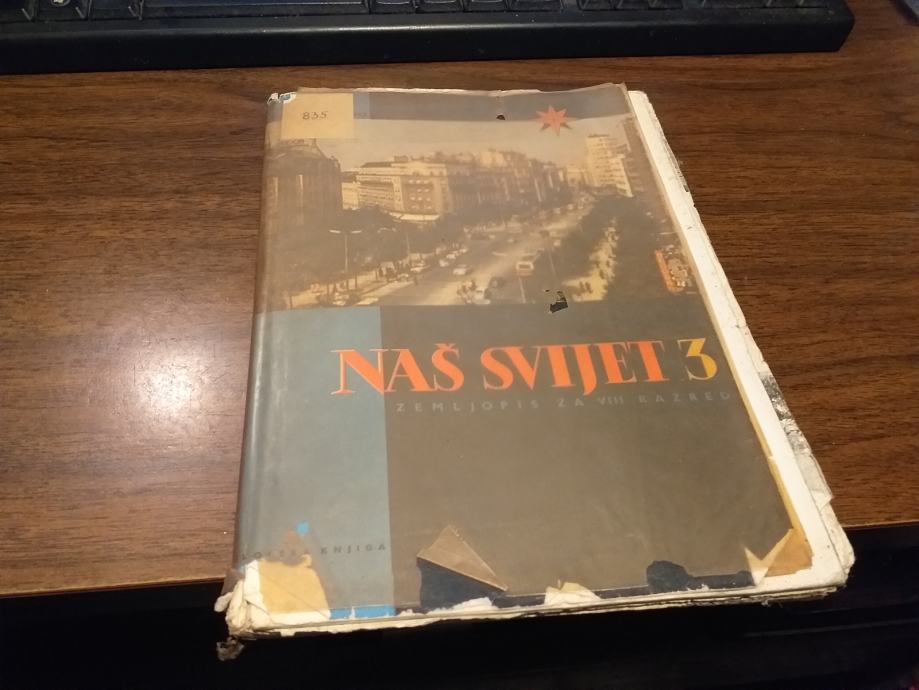 835
NAŠ SVIJET 3
ZEMLJOPIS ZA VIII RAZRED
KNJIGA